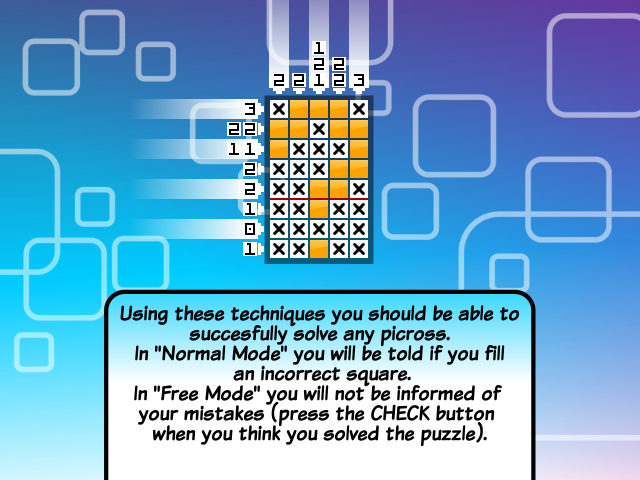 1
2 2
2 2 1 2 3
3
2 2
1 1
2
2
1
0
1
Using these techniques you should be able to
succesfully solve any picross.
In "Normal Mode" you will be told if you fill
an incorrect square.
In "Free Mode" you will not be informed of
your mistakes (press the CHECK button
when you think you solved the puzzle).